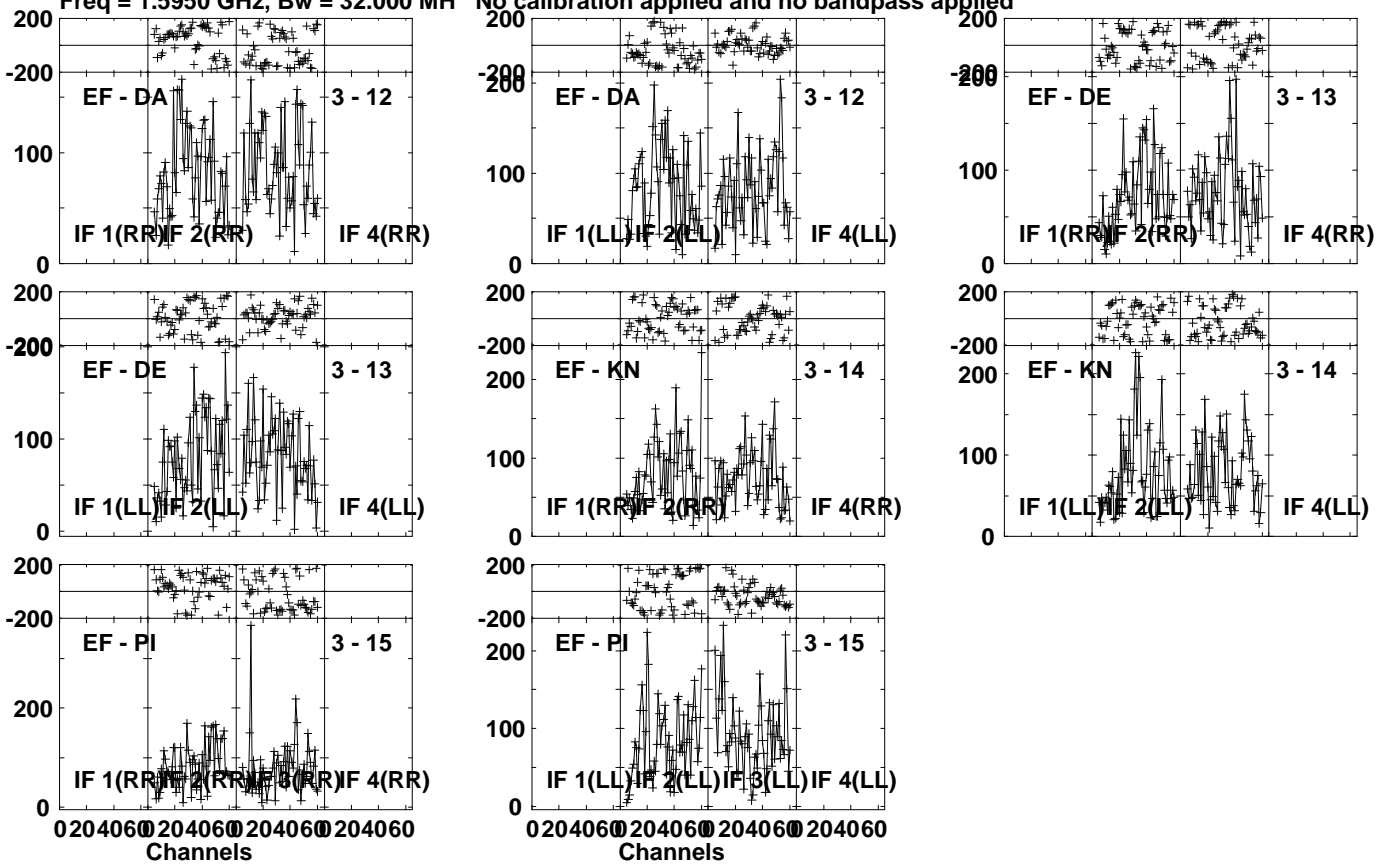 Freq = 1.5950 GHz, Bw = 32.000 MH No calibration applied and no bandpass applied
200
-200
EF - DA
3 - 12
100
IF 1(RR)
IF 2(RR)
IF 4(RR)
0
200
-200
200
EF - DA
3 - 12
100
IF 1(LL)
IF 2(LL)
IF 4(LL)
0
200
-200
200
EF - DE
3 - 13
100
IF 1(RR)
IF 2(RR)
IF 4(RR)
0
200
-200
200
EF - DE
3 - 13
100
IF 1(LL)
IF 2(LL)
IF 4(LL)
0
200
-200
EF - KN
3 - 14
200
100
IF 1(RR)
IF 2(RR)
IF 4(RR)
0
200
-200
EF - KN
3 - 14
200
100
IF 1(LL)
IF 2(LL)
IF 4(LL)
0
200
-200
EF - PI
3 - 15
200
IF 1(RR)
IF 2(RR)
IF 3(RR)
IF 4(RR)
0
0 20 40 60 0 20 40 60 0 20 40 60 0 20 40 60
Channels
200
-200
EF - PI
3 - 15
200
100
IF 1(LL)
IF 2(LL)
IF 3(LL)
IF 4(LL)
0
0 20 40 60 0 20 40 60 0 20 40 60 0 20 40 60
Channels